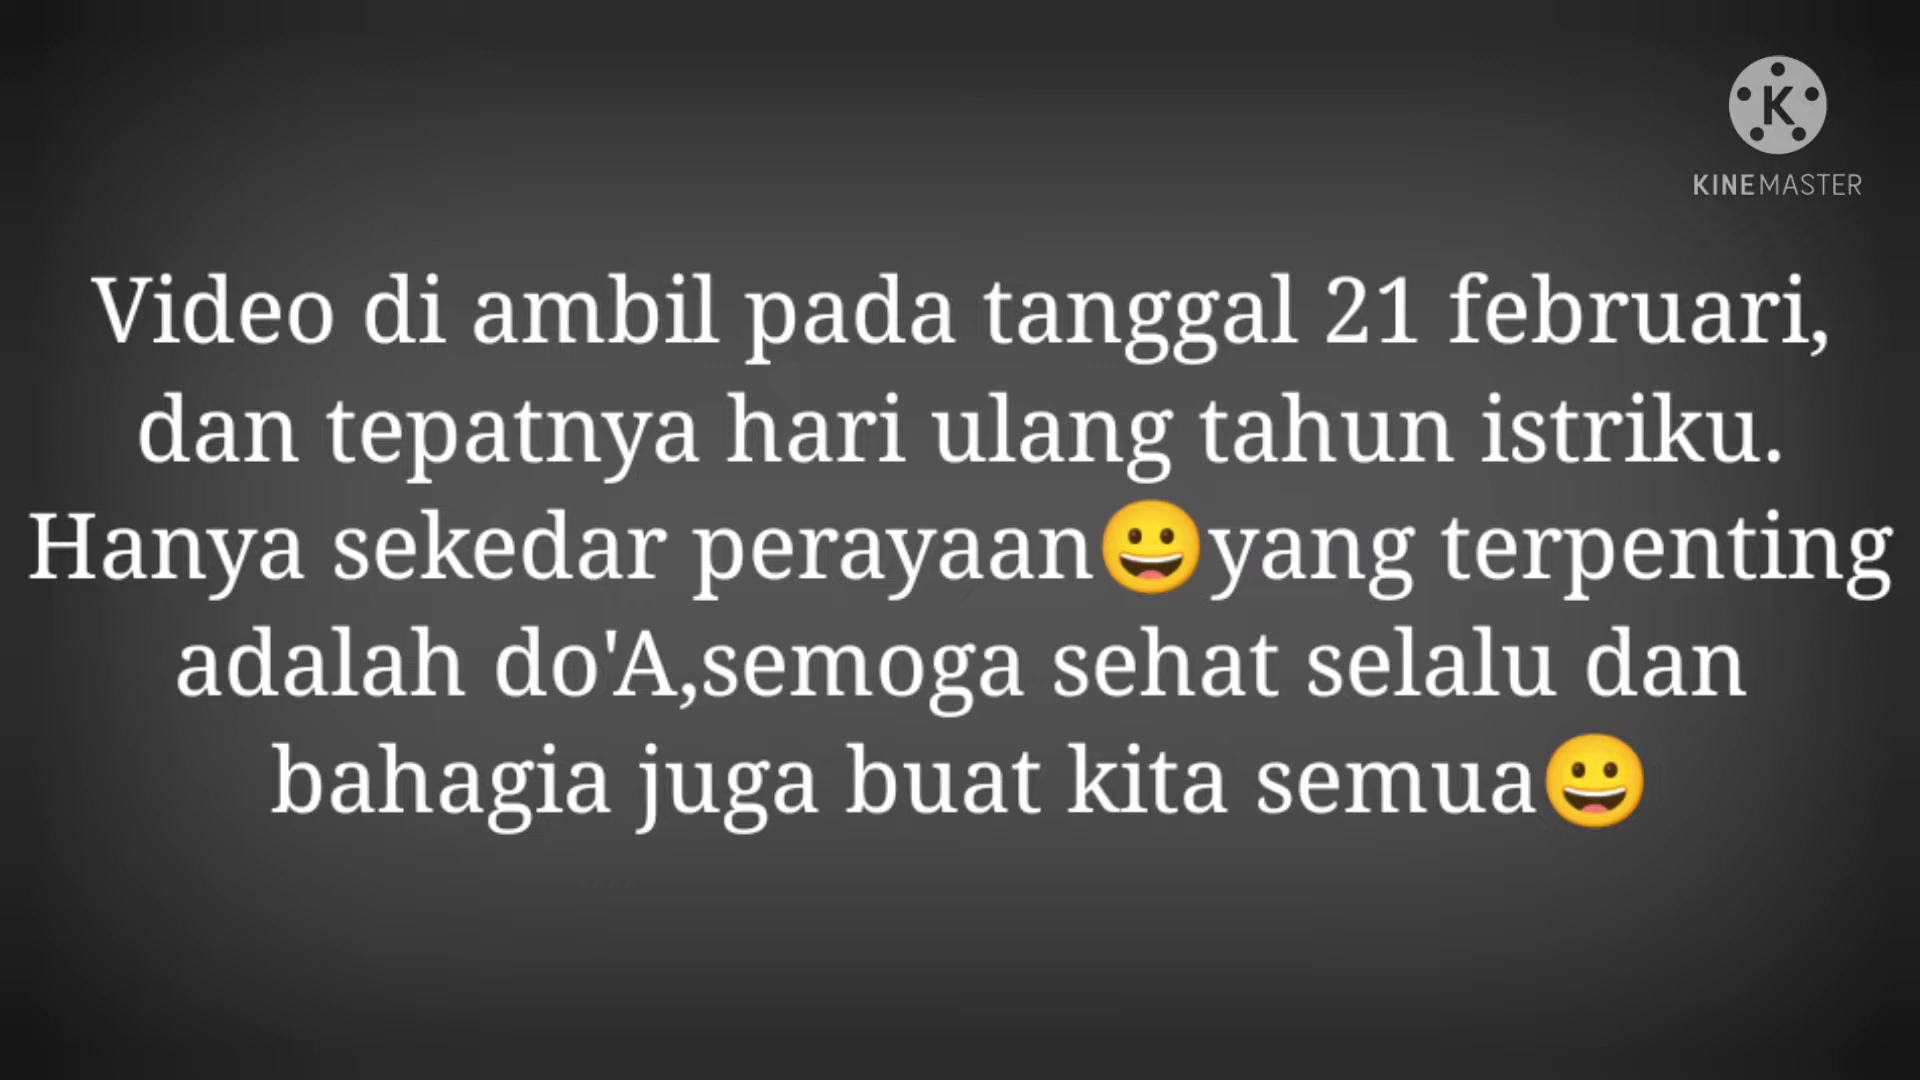 K
KINEMASTER
Video di ambil pada tanggal 21 februari,
dan tepatnya hari ulang tahun istriku.
Hanya sekedar perayaan😀yang terpenting
adalah do'A,semoga sehat selalu dan
bahagia juga buat kita semua😀